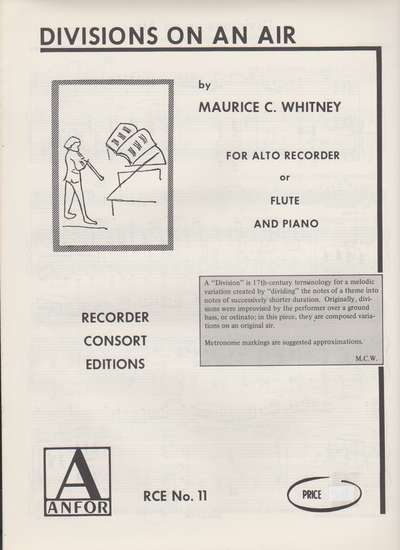 DIVISIONS ON AN AIR
by
MAURICE C. WHITNEY
FOR ALTO RECORDER
or
FLUTE
AND PIANO
A "Division" is 17th-century terminology for a melodic
variation created by "dividing" the notes of a theme into
notes of successively shorter duration. Originally, divi-
sions were improvised by the performer over a ground
bass, or ostinato; in this piece, they are composed varia-
tions on an original air.
Metronome markings are suggested approximations.
M.C.W.
RECORDER
CONSORT
EDITIONS
A
ANFOR
RCE No. 11
PRICE